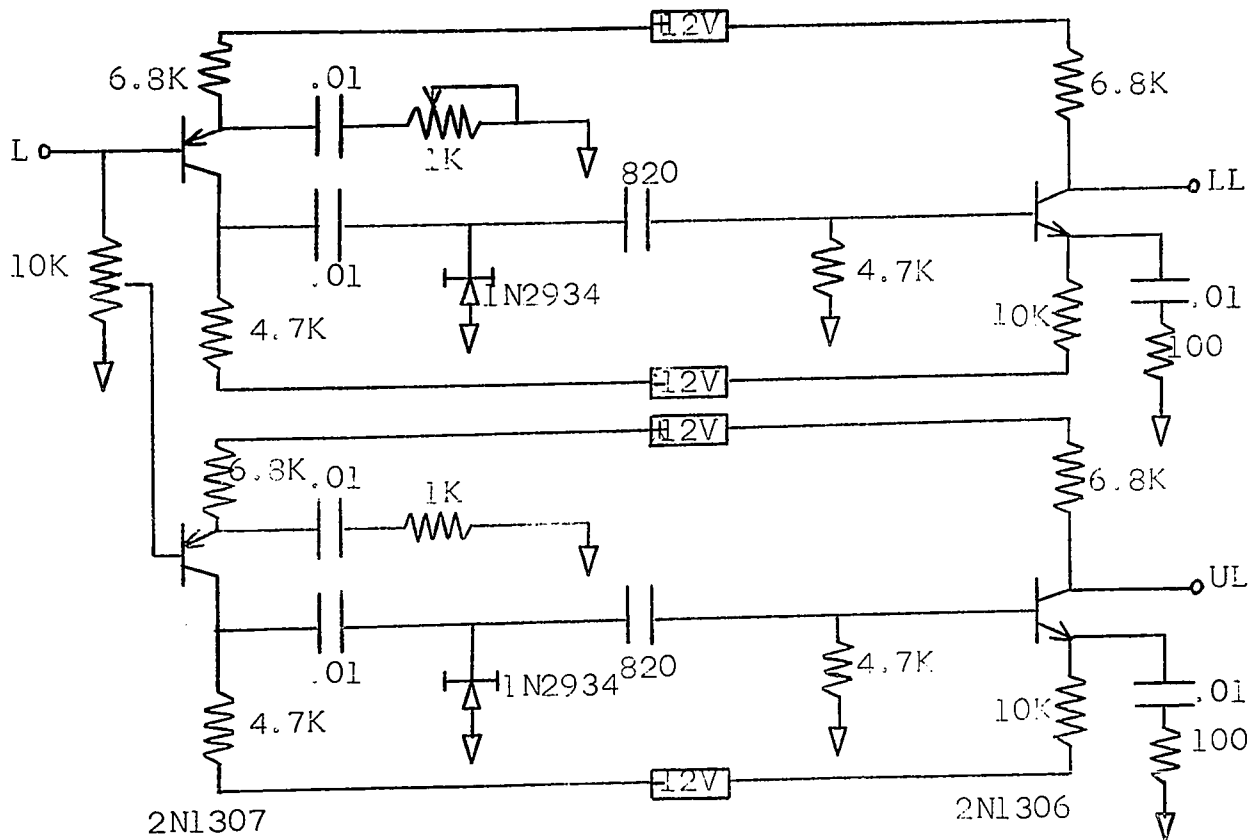 +12V
6.8K
.01
6.8K
1K
L
820
LL
10K
.01
1N2934
4.7K
.01
4.7K
10K
100
-12V
+12V
6.8K
.01
1K
6.8K
UL
.01
1N2934
820
4.7K
.01
4.7K
10K
100
-12V
2N1307
2N1306